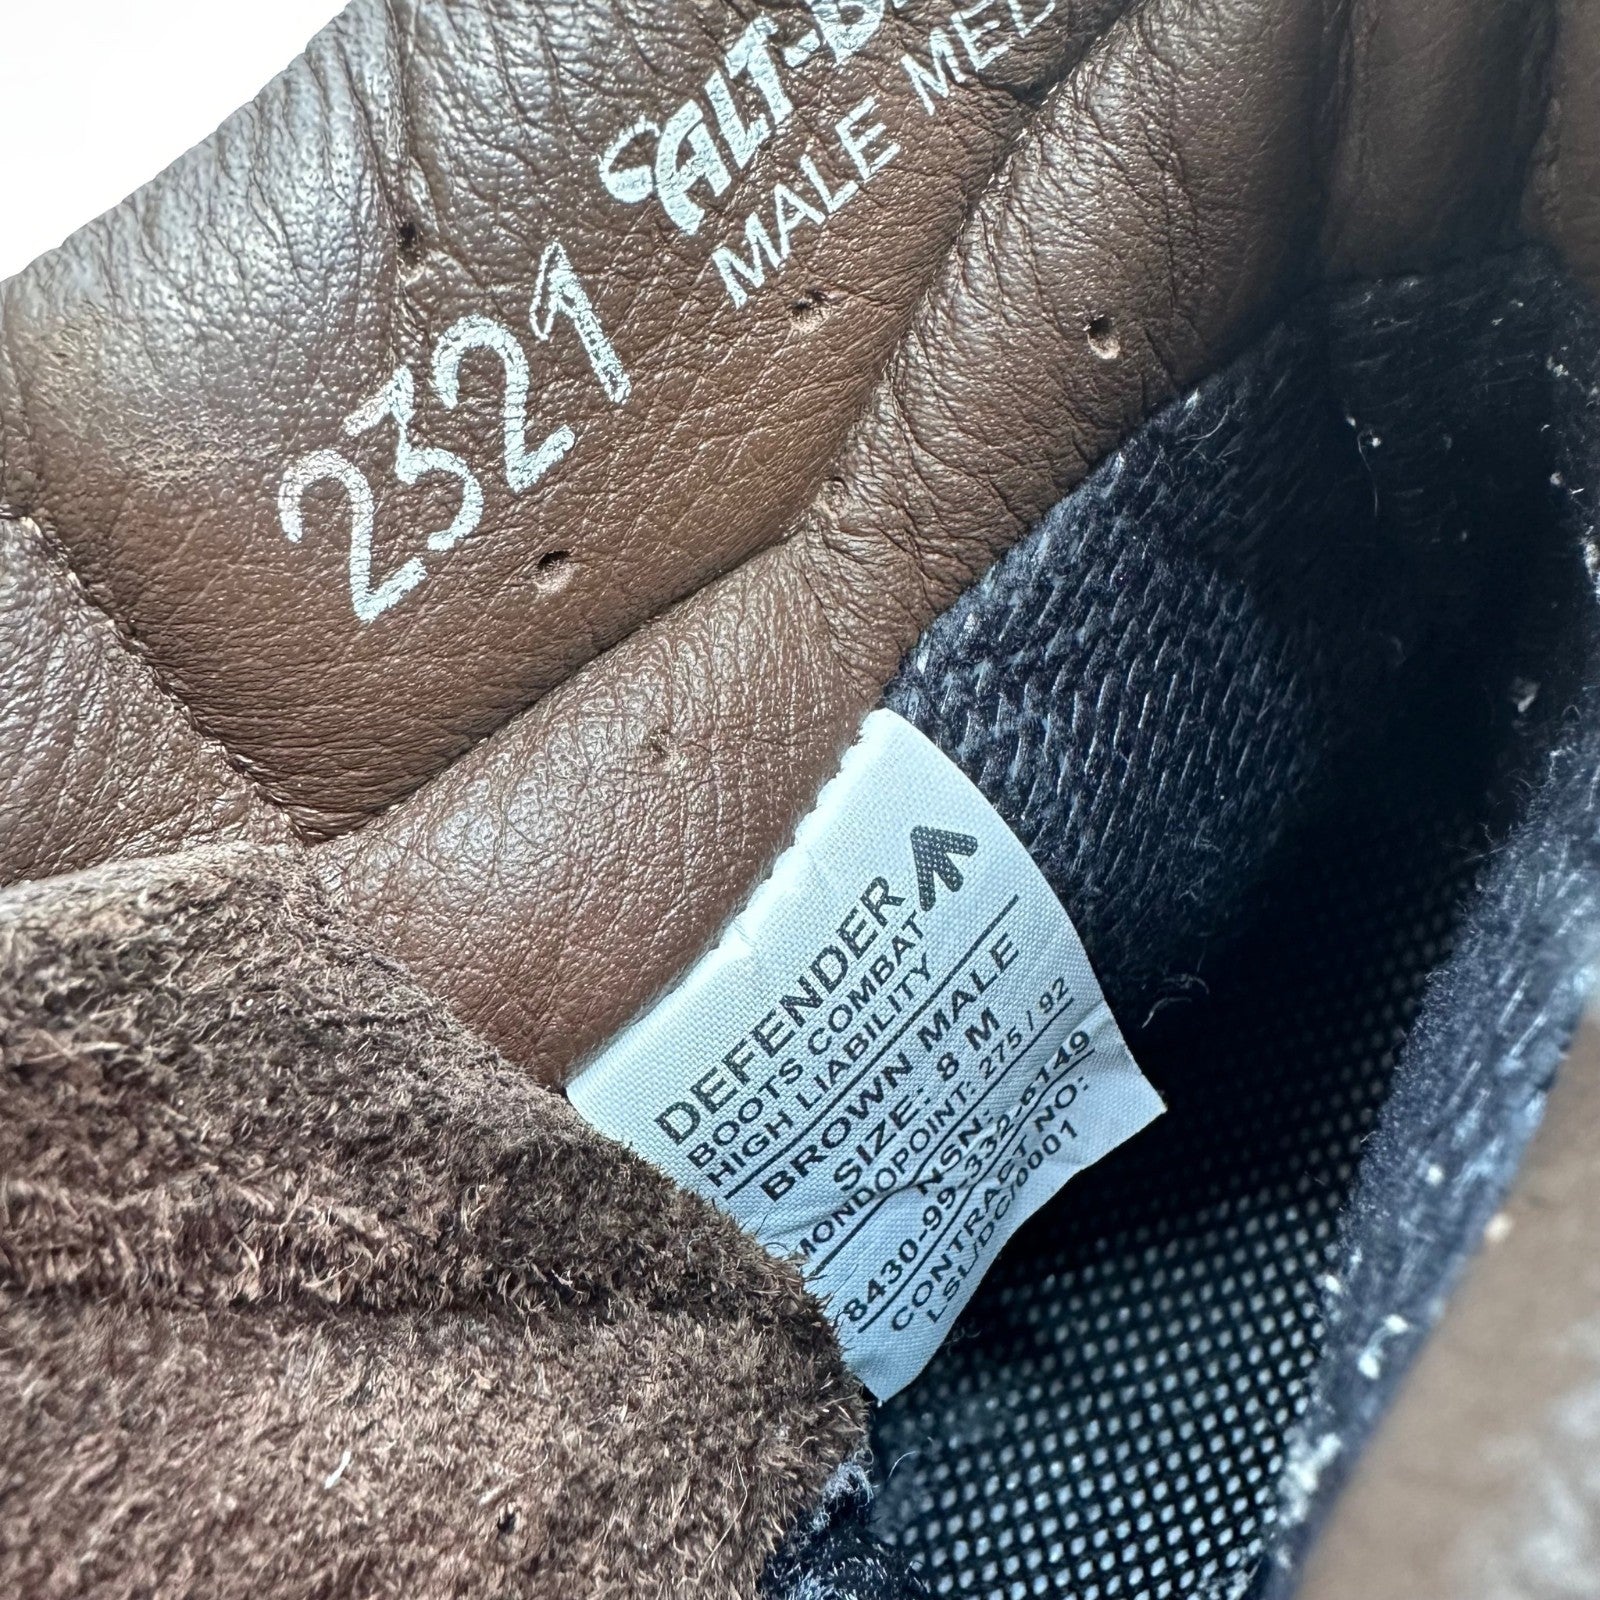 MALE
2321
DEFENDER
BOOTS COMBAT
HIGH LIABILITY
BROWN MALE
SIZE: 8 M
MONDOPOINT: 275 / 92
NSN:
8430-99-332-6149
CONTRACT NO:
LSL/DC/0001